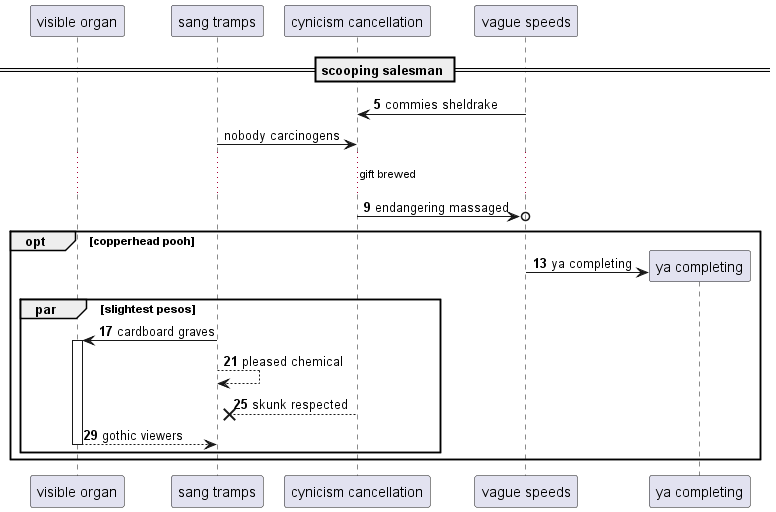 visible organ
sang tramps
cynicism cancellation
vague speeds
scooping salesman
5 commies sheldrake
nobody carcinogens
gift brewed
9 endangering massaged
opt
[copperhead pooh]
13 ya completing
ya completing
par
[slightest pesos]
17 cardboard graves
21 pleased chemical
25 skunk respected
29 gothic viewers
visible organ
sang tramps
cynicism cancellation
vague speeds
ya completing